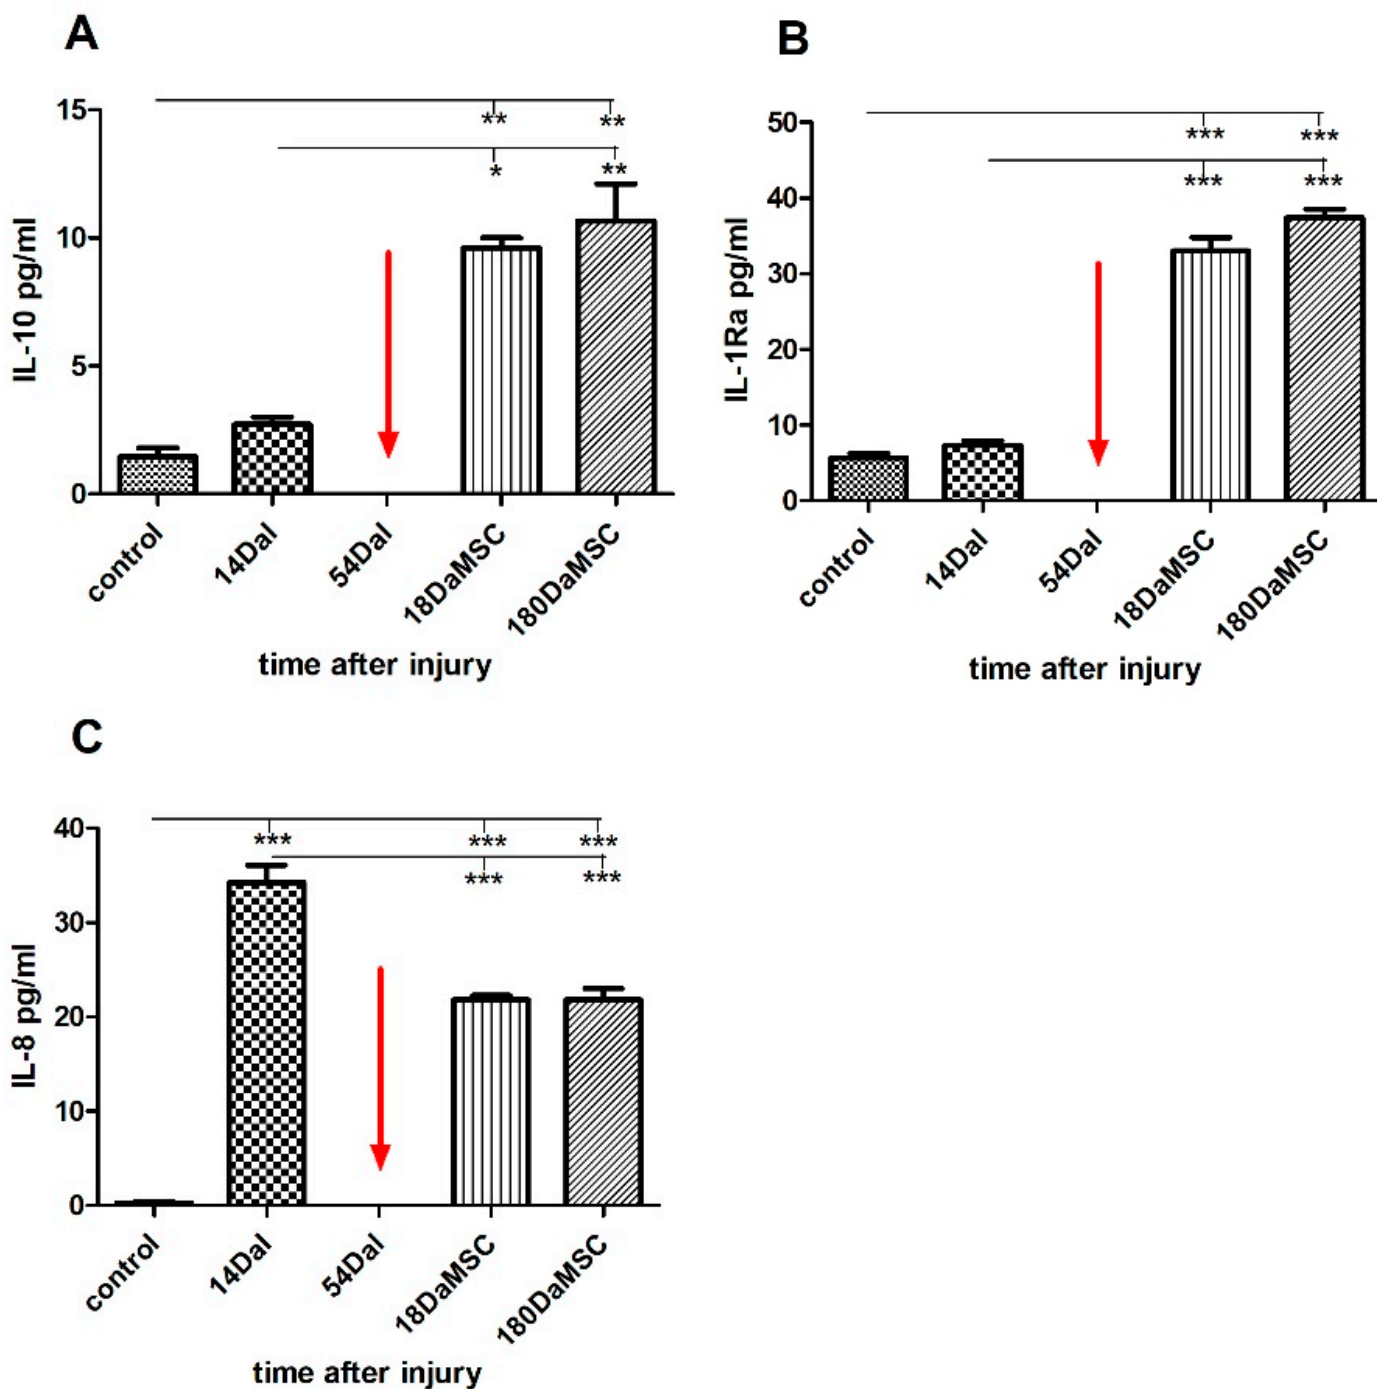 A
15
10
5
0
IL-10 pg/ml
** **
* **
control
14DaI
54DaI
18DaMSC
180DaMSC
time after injury
B
50
40
30
20
10
0
IL-1Ra pg/ml
*** ***
*** ***
control
14DaI
54DaI
18DaMSC
180DaMSC
time after injury
C
40
30
20
10
0
IL-8 pg/ml
*** *** ***
*** ***
control
14DaI
54DaI
18DaMSC
180DaMSC
time after injury